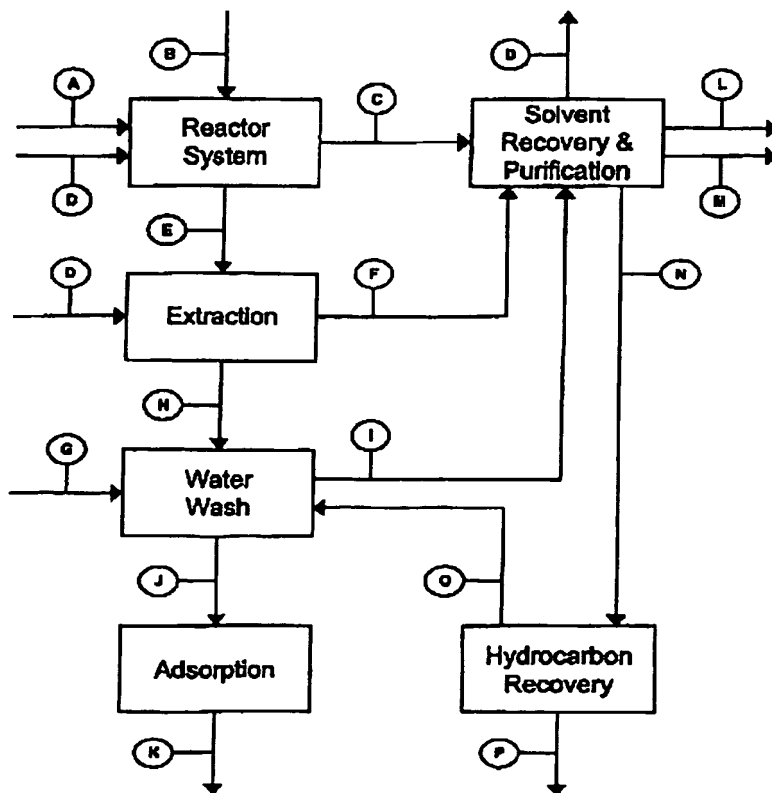 B
D
A
C
L
Reactor
System
Solvent
Recovery &
Purification
D
M
E
D
F
N
Extraction
H
G
I
Water
Wash
J
O
Adsorption
Hydrocarbon
Recovery
K
P